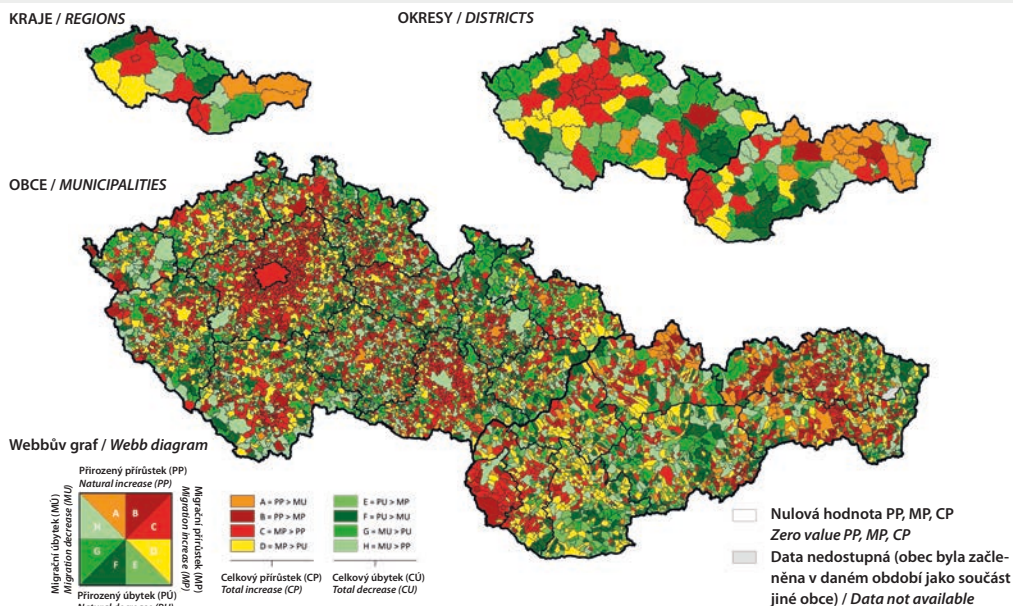 KRAJE / REGIONS
OKRESY / DISTRICTS
OBCE / MUNICIPALITIES
Webbův graf / Webb diagram
Přirozený přírůstek (PP)
Natural increase (PP)
Migrační úbytek (MÚ)
Migration decrease (MU)
A
B
C
D
E
F
G
H
Migrační přírůstek (MP)
Migration increase (MP)
Přirozený úbytek (PÚ)
Natural decrease (PU)
A = PP > MU
B = PP > MP
C = MP > PP
D = MP > PU
Celkový přírůstek (CP)
Total increase (CP)
E = PU > MP
F = PU > MU
G = MU > PU
H = MU > PP
Celkový úbytek (CÚ)
Total decrease (CU)
Nulová hodnota PP, MP, CP
Zero value PP, MP, CP
Data nedostupná (obec byla začle-
něna v daném období jako součást
jiné obce) / Data not available